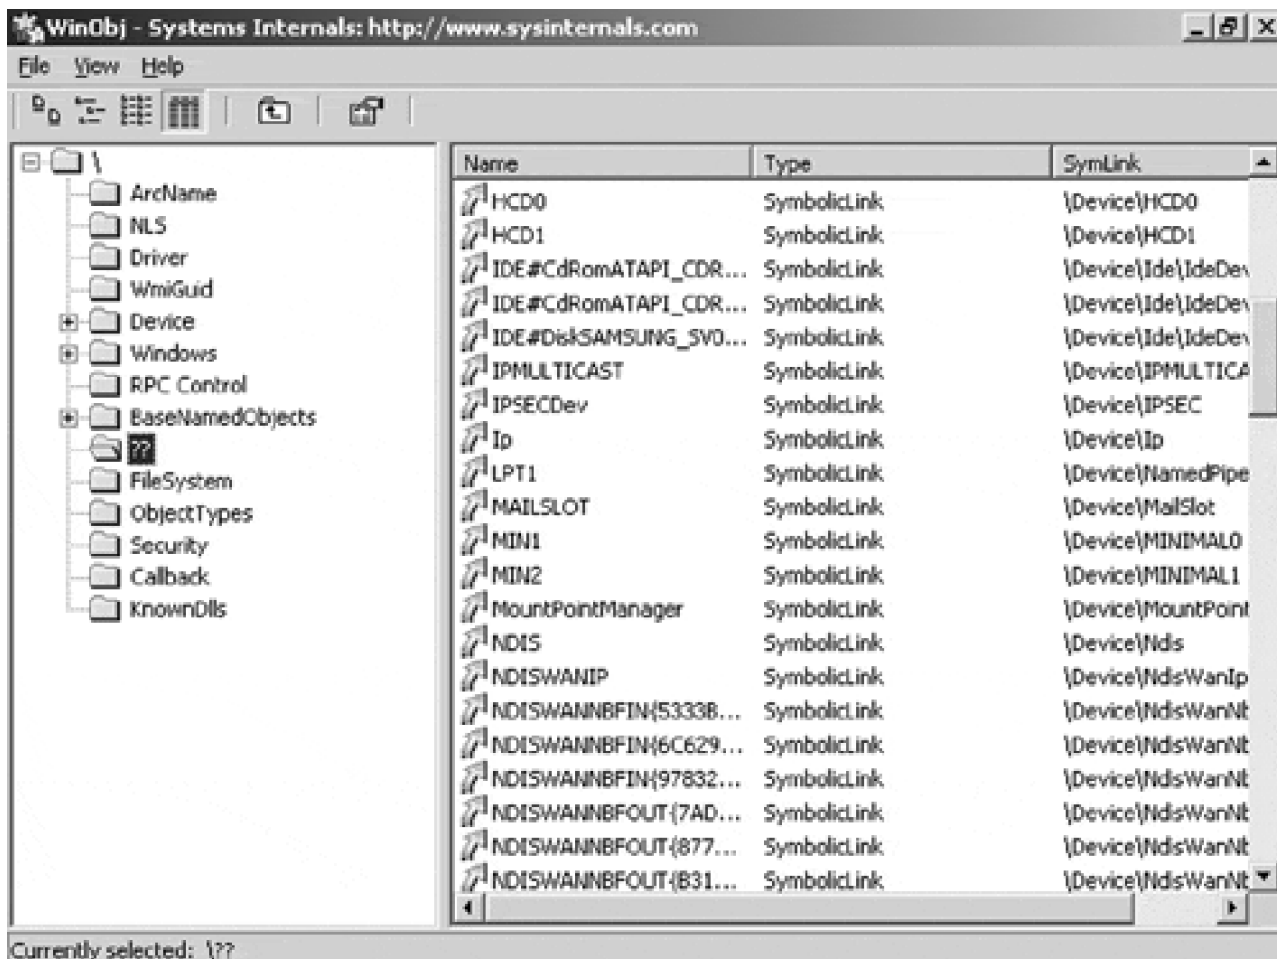 WinObj - Systems Internals: http://www.sysinternals.com
File View Help
\
ArcName
NLS
Driver
WmiGuid
Device
Windows
RPC Control
BaseNamedObjects
??
FileSystem
ObjectTypes
Security
Callback
KnownDlls
Name Type SymLink
HCD0 SymbolicLink \Device\HCD0
HCD1 SymbolicLink \Device\HCD1
IDE#CdRomATAPI_CDR... SymbolicLink \Device\Ide\IdeDev
IDE#CdRomATAPI_CDR... SymbolicLink \Device\Ide\IdeDev
IDE#DiskSAMSUNG_SV0... SymbolicLink \Device\Ide\IdeDev
IPMULTICAST SymbolicLink \Device\IPMULTICA
IPSECDev SymbolicLink \Device\IPSEC
Ip SymbolicLink \Device\Ip
LPT1 SymbolicLink \Device\NamedPipe
MAILSLOT SymbolicLink \Device\MailSlot
MIN1 SymbolicLink \Device\MINIMAL0
MIN2 SymbolicLink \Device\MINIMAL1
MountPointManager SymbolicLink \Device\MountPoint
NDIS SymbolicLink \Device\Ndis
NDISWANIP SymbolicLink \Device\NdisWanIp
NDISWANNBFIN{5333B... SymbolicLink \Device\NdisWanNb
NDISWANNBFIN{6C629... SymbolicLink \Device\NdisWanNb
NDISWANNBFIN{97832... SymbolicLink \Device\NdisWanNb
NDISWANNBFOUT{7AD... SymbolicLink \Device\NdisWanNb
NDISWANNBFOUT{877... SymbolicLink \Device\NdisWanNb
NDISWANNBFOUT{B31... SymbolicLink \Device\NdisWanNb
Currently selected: \??